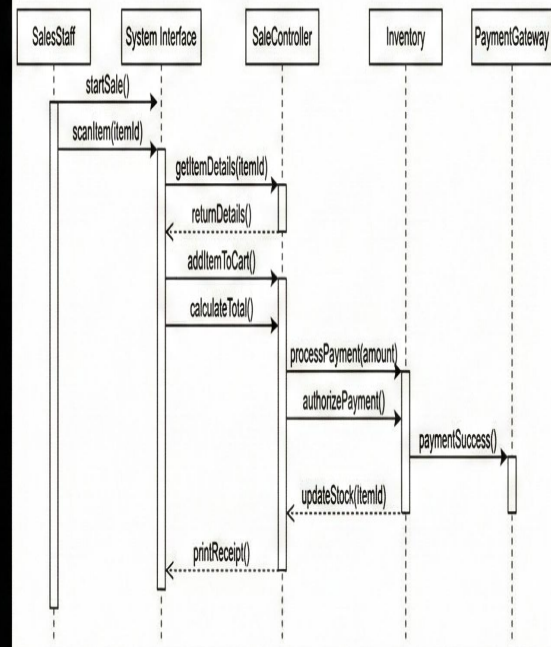 SalesStaff
System Interface
SaleController
Inventory
PaymentGateway
startSale()
scanItem(itemId)
getItemDetails(itemId)
returnDetails()
addItemToCart()
calculateTotal()
processPayment(amount)
authorizePayment()
paymentSuccess()
updateStock(itemId)
printReceipt()